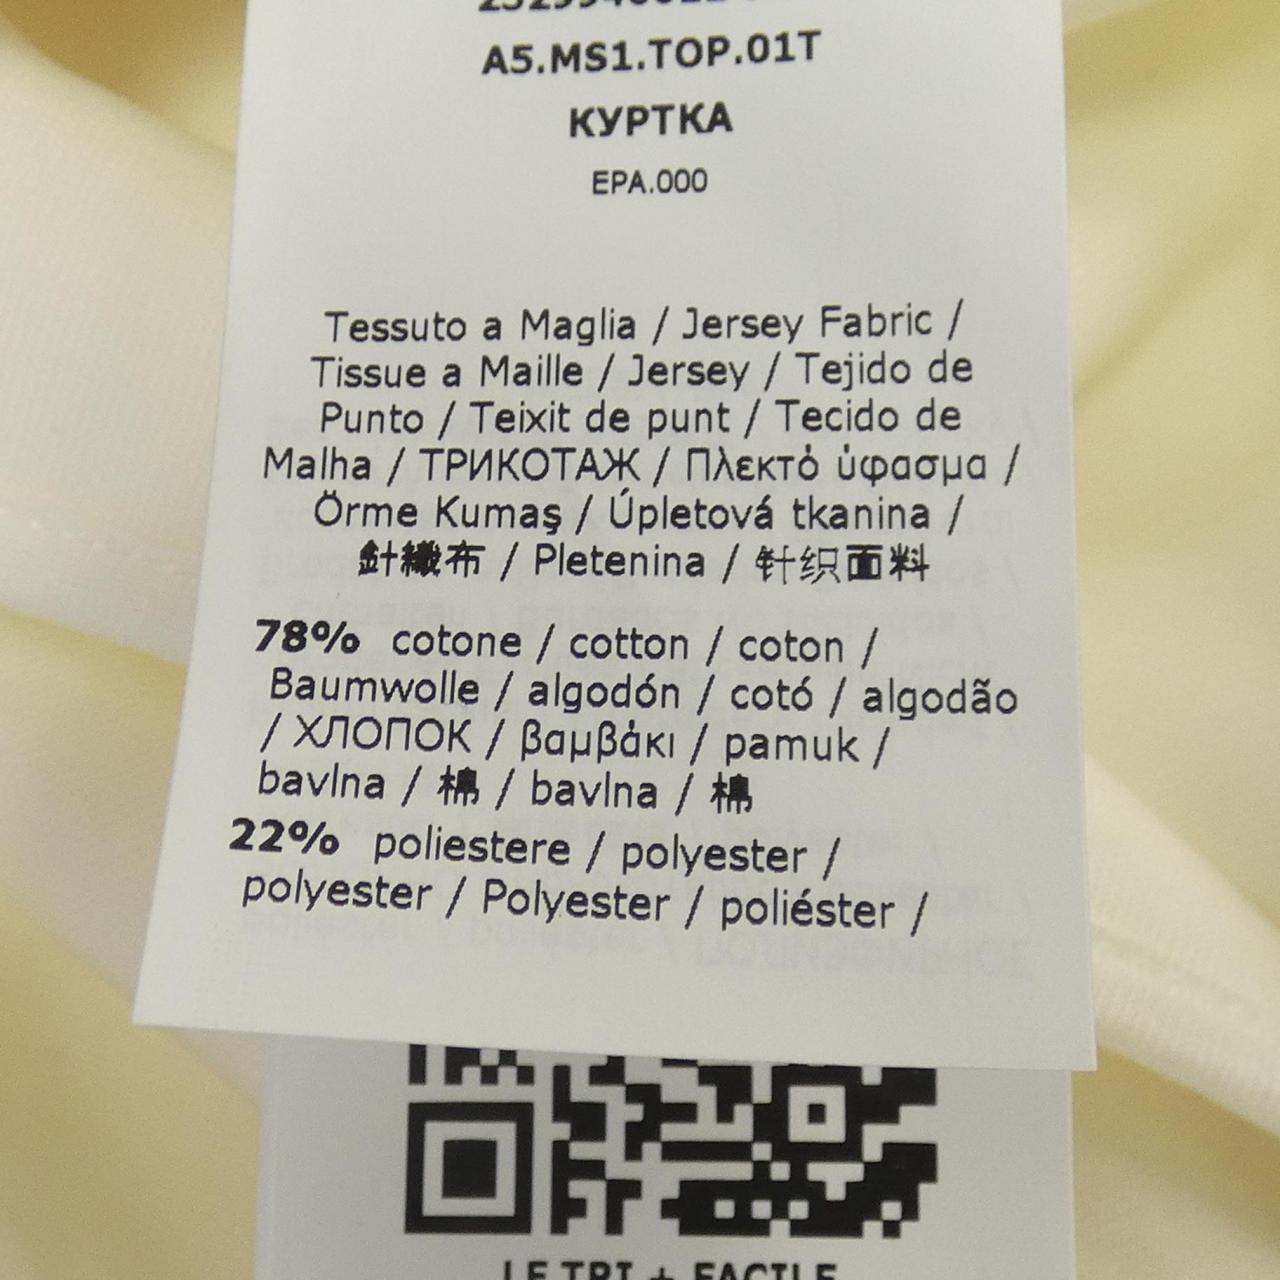 A5.MS1.TOP.01T
КУРТКА
EPA.000
Tessuto a Maglia / Jersey Fabric /
Tissue a Maille / Jersey / Tejido de
Punto / Teixit de punt / Tecido de
Malha / ТРИКОТАЖ / Πλεκτό ύφασμα /
Örme Kumaş / Úpletová tkanina /
針織布 / Pletenina / 针织面料
78% cotone / cotton / coton /
Baumwolle / algodón / cotó / algodão
/ ХЛОПОК / βαμβάκι / pamuk /
bavlna / 棉 / bavlna / 棉
22% poliestere / polyester /
polyester / Polyester / poliéster /
LE TRI + FACILE